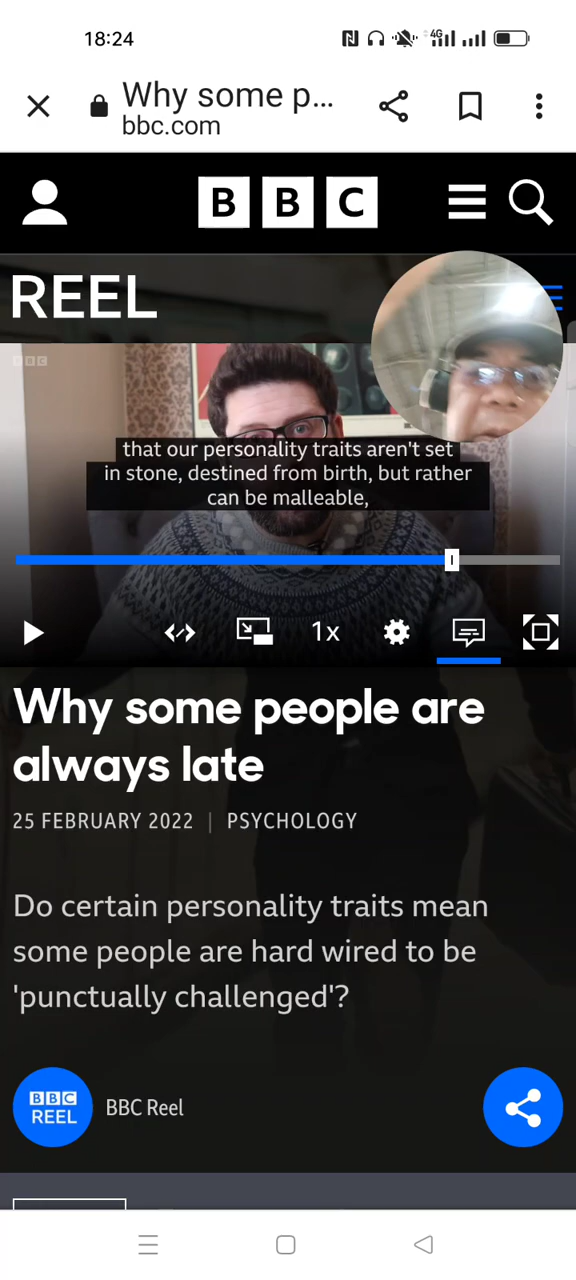 18:24
4G
Why some p...
bbc.com
BBC
REEL
BBC
that our personality traits aren't set
in stone, destined from birth, but rather
can be malleable,
1x
Why some people are
always late
25 FEBRUARY 2022 | PSYCHOLOGY
Do certain personality traits mean
some people are hard wired to be
'punctually challenged'?
BBC
REEL
BBC Reel